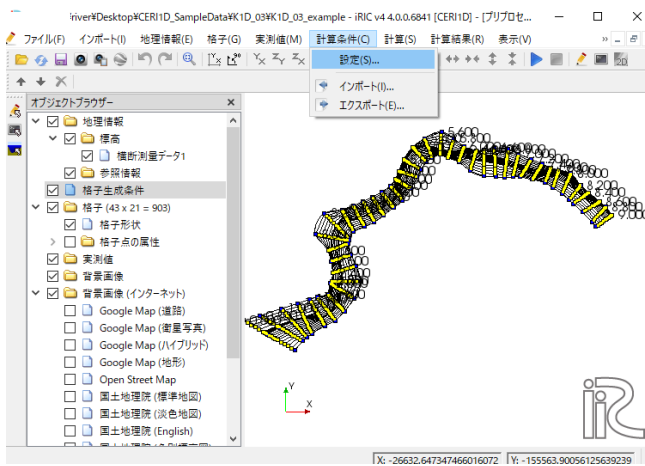 river¥Desktop¥CERI1D_SampleData¥K1D_03¥K1D_03_example - iRIC v4 4.0.0.6841 [CERI1D] - [プリプロセ...
ファイル(F) インポート(I) 地理情報(E) 格子(G) 実測値(M) 計算条件(C) 計算(S) 計算結果(R) 表示(V)
設定(S)...
インポート(I)...
エクスポート(E)...
オブジェクトブラウザー
地理情報
標高
横断測量データ1
参照情報
格子生成条件
格子 (43 x 21 = 903)
格子形状
格子点の属性
実測値
背景画像
背景画像 (インターネット)
Google Map (道路)
Google Map (衛星写真)
Google Map (ハイブリッド)
Google Map (地形)
Open Street Map
国土地理院 (標準地図)
国土地理院 (淡色地図)
国土地理院 (English)
5.600
8.200
8.400
9.000
Y
X
iRIC
X: -26632.647347466016072 Y: -155563.90056125639239